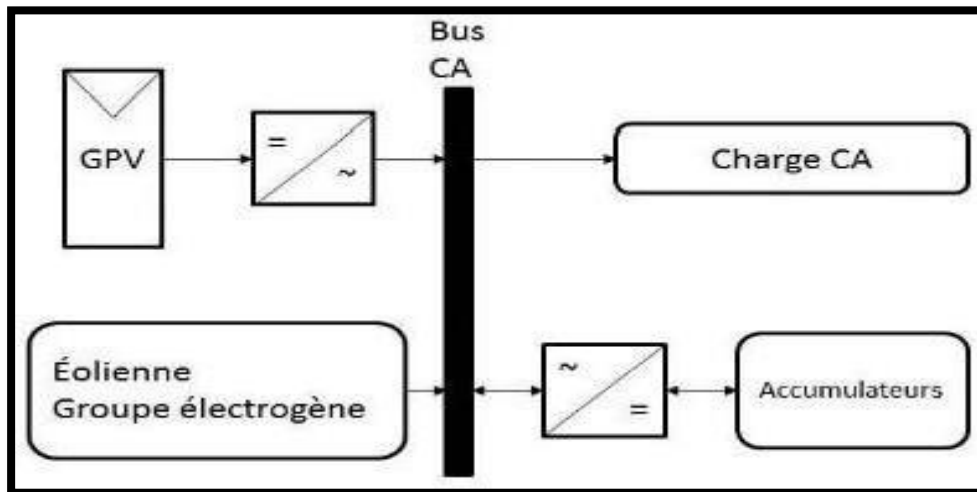 Bus
CA
GPV
=
~
Charge CA
Éolienne
Groupe électrogène
~
=
Accumulateurs